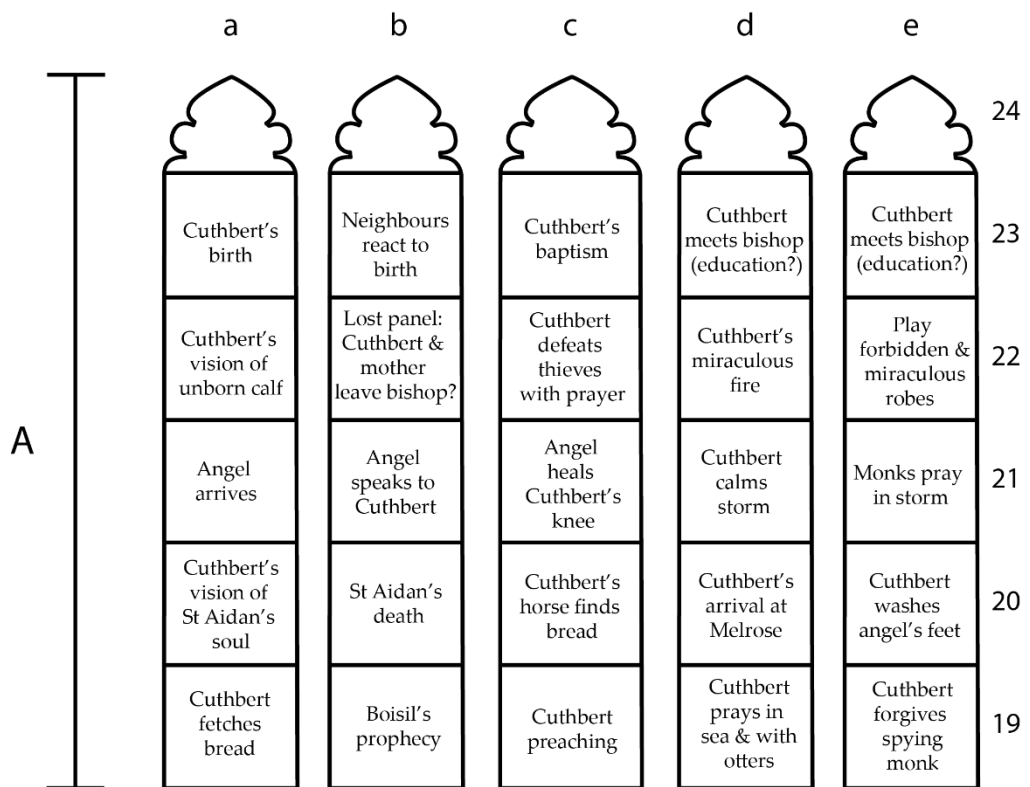 a b c d e
24
Cuthbert's
birth
Neighbours
react to
birth
Cuthbert's
baptism
Cuthbert
meets bishop
(education?)
Cuthbert
meets bishop
(education?)
23
Cuthbert's
vision of
unborn calf
Lost panel:
Cuthbert &
mother
leave bishop?
Cuthbert
defeats
thieves
with prayer
Cuthbert's
miraculous
fire
Play
forbidden &
miraculous
robes
22
A
Angel
arrives
Angel
speaks to
Cuthbert
Angel
heals
Cuthbert's
knee
Cuthbert
calms
storm
Monks pray
in storm
21
Cuthbert's
vision of
St Aidan's
soul
St Aidan's
death
Cuthbert's
horse finds
bread
Cuthbert's
arrival at
Melrose
Cuthbert
washes
angel's feet
20
Cuthbert
fetches
bread
Boisil's
prophecy
Cuthbert
preaching
Cuthbert
prays in
sea & with
otters
Cuthbert
forgives
spying
monk
19